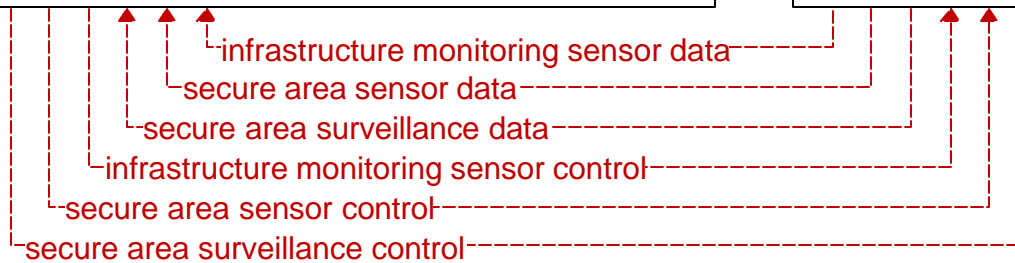 infrastructure monitoring sensor data
secure area sensor data
secure area surveillance data
infrastructure monitoring sensor control
secure area sensor control
secure area surveillance control